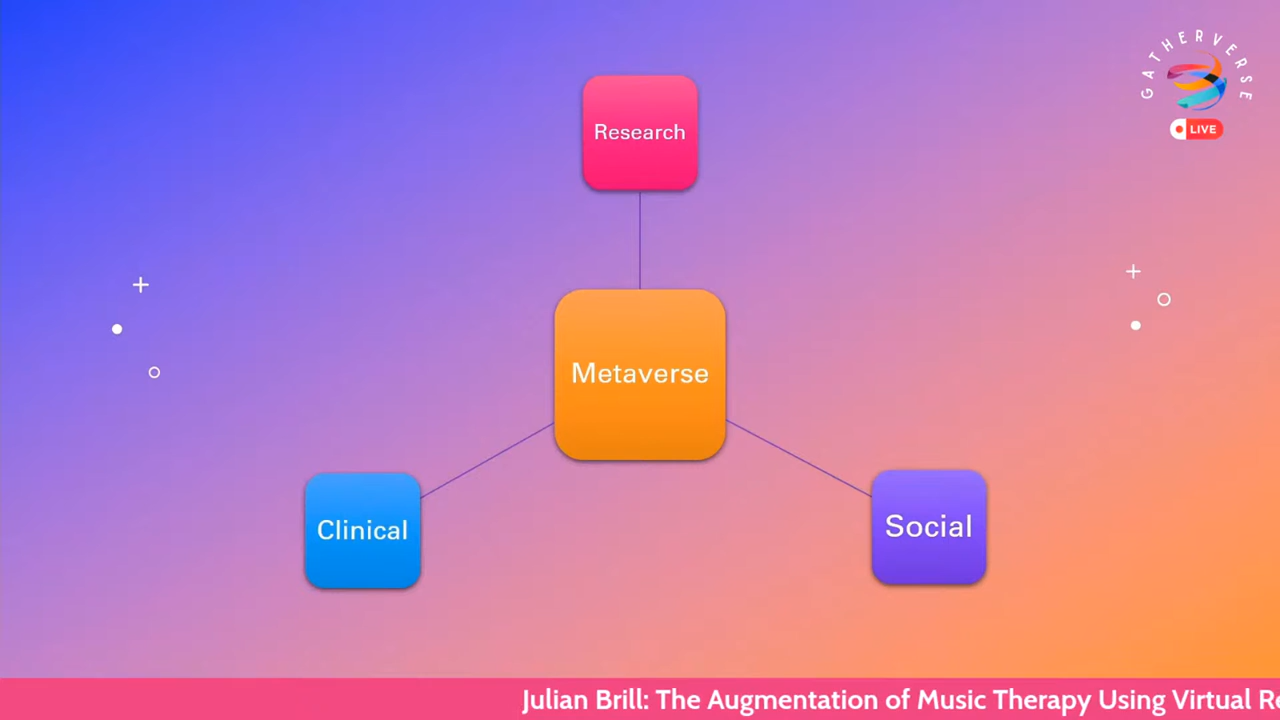 GATHERVERSE
LIVE
Research
Metaverse
Clinical
Social
Julian Brill: The Augmentation of Music Therapy Using Virtual